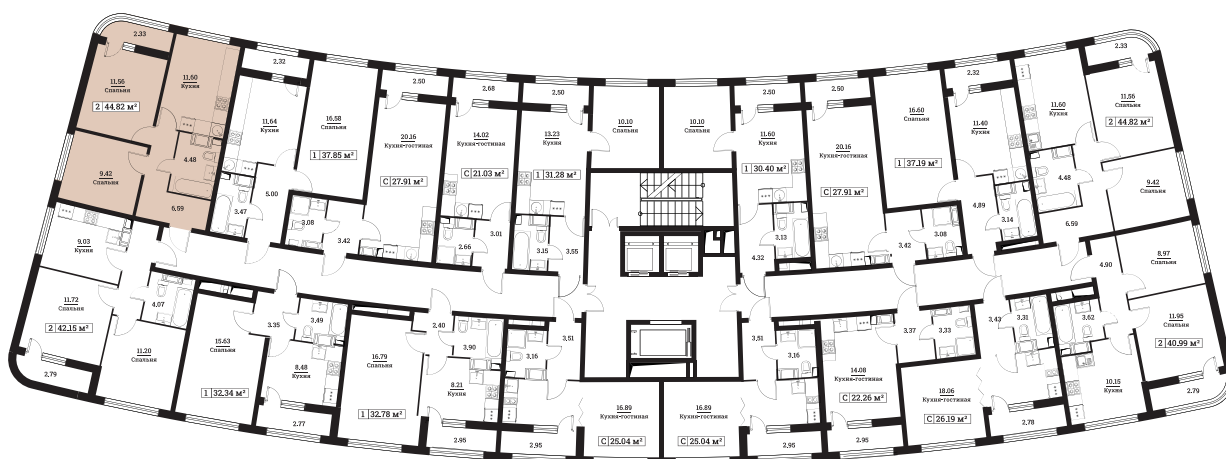 2.33
11.56
Спальня
2 44.82 м²
11.60
Кухня
9.42
Спальня
4.48
6.59
2.32
11.64
Кухня
5.00
3.47
16.58
Спальня
1 37.85 м²
3.08
3.42
2.50
20.16
Кухня-гостиная
С 27.91 м²
2.68
14.02
Кухня-гостиная
С 21.03 м²
2.66
3.01
2.50
13.23
Кухня
1 31.28 м²
3.15
3.55
10.10
Спальня
10.10
Спальня
2.50
11.60
Кухня
1 30.40 м²
3.13
4.32
2.50
20.16
Кухня-гостиная
С 27.91 м²
3.42
3.08
16.60
Спальня
1 37.19 м²
2.32
11.40
Кухня
4.89
3.14
11.60
Кухня
2.33
11.56
Спальня
2 44.82 м²
4.48
9.42
Спальня
6.59
9.03
Кухня
11.72
Спальня
2 42.15 м²
2.79
4.07
11.20
Спальня
15.63
Спальня
1 32.34 м²
3.35
3.49
8.48
Кухня
2.77
16.79
Спальня
1 32.78 м²
2.40
3.90
8.21
Кухня
2.95
3.16
3.51
2.95
16.89
Кухня-гостиная
С 25.04 м²
16.89
Кухня-гостиная
С 25.04 м²
3.51
3.16
2.95
14.08
Кухня-гостиная
С 22.26 м²
2.95
3.37
3.33
18.06
Кухня-гостиная
С 26.19 м²
3.43
3.31
2.78
3.62
4.90
10.15
Кухня
8.97
Спальня
11.95
Спальня
2 40.99 м²
2.79